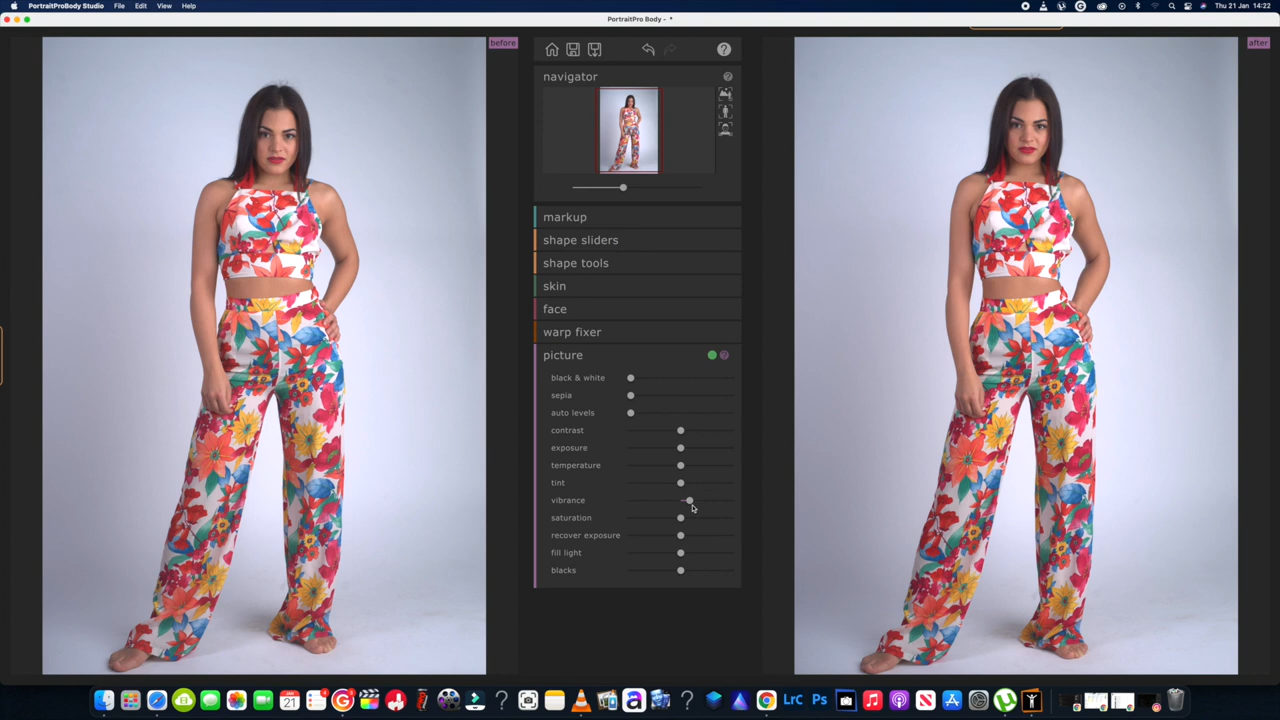 PortraitProBody Studio File Edit View Help
Thu 21 Jan 14:22
PortraitPro Body - *
before
after
navigator
markup
shape sliders
shape tools
skin
face
warp fixer
picture
black & white
sepia
auto levels
contrast
exposure
temperature
tint
vibrance
saturation
recover exposure
fill light
blacks
LrC Ps